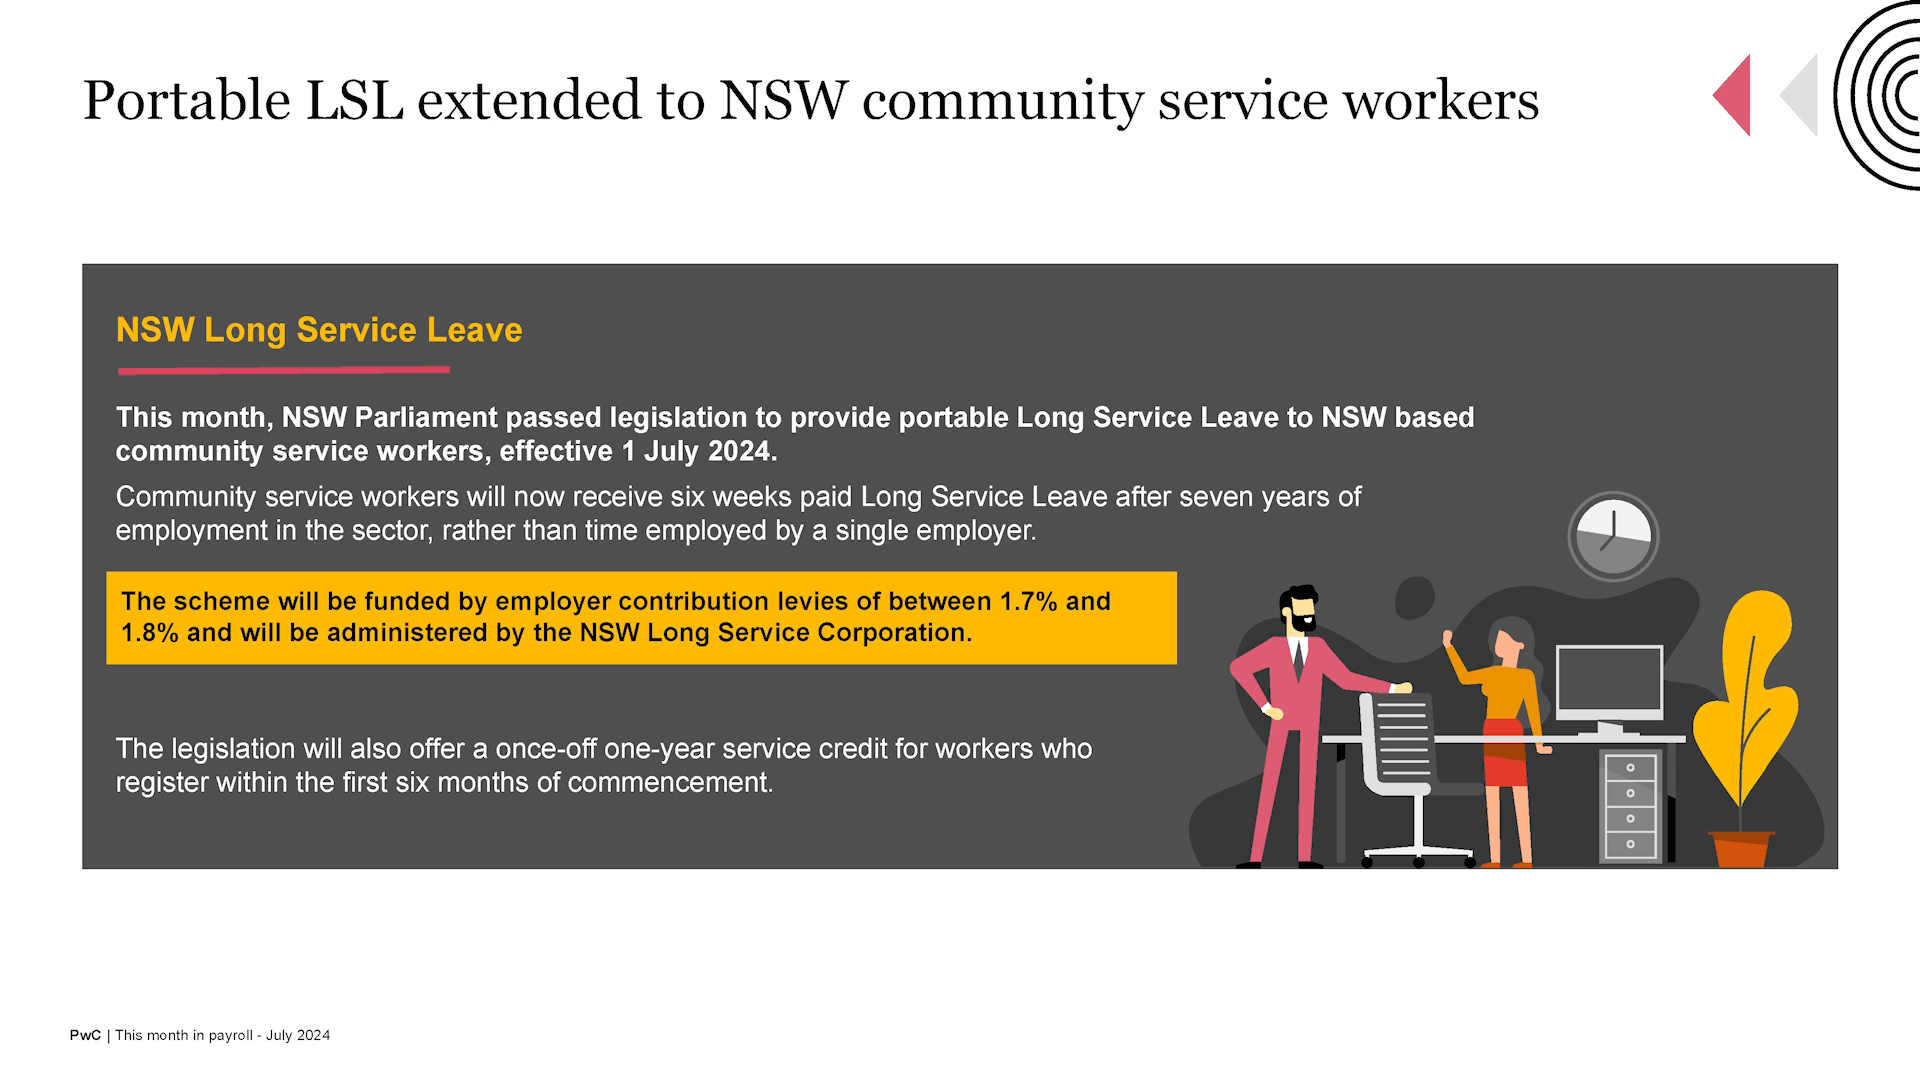 Portable LSL extended to NSW community service workers
NSW Long Service Leave
This month, NSW Parliament passed legislation to provide portable Long Service Leave to NSW based
community service workers, effective 1 July 2024.
Community service workers will now receive six weeks paid Long Service Leave after seven years of
employment in the sector, rather than time employed by a single employer.
The scheme will be funded by employer contribution levies of between 1.7% and
1.8% and will be administered by the NSW Long Service Corporation.
The legislation will also offer a once-off one-year service credit for workers who
register within the first six months of commencement.
PwC | This month in payroll - July 2024